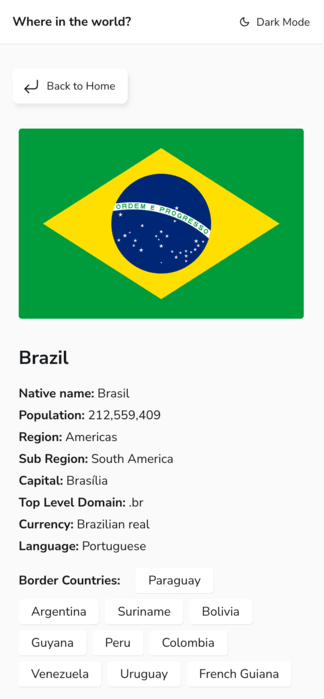 Where in the world?
Dark Mode
Back to Home
ORDEM E PROGRESSO
Brazil
Native name: Brasil
Population: 212,559,409
Region: Americas
Sub Region: South America
Capital: Brasília
Top Level Domain: .br
Currency: Brazilian real
Language: Portuguese
Border Countries: Paraguay
Argentina Suriname Bolivia
Guyana Peru Colombia
Venezuela Uruguay French Guiana